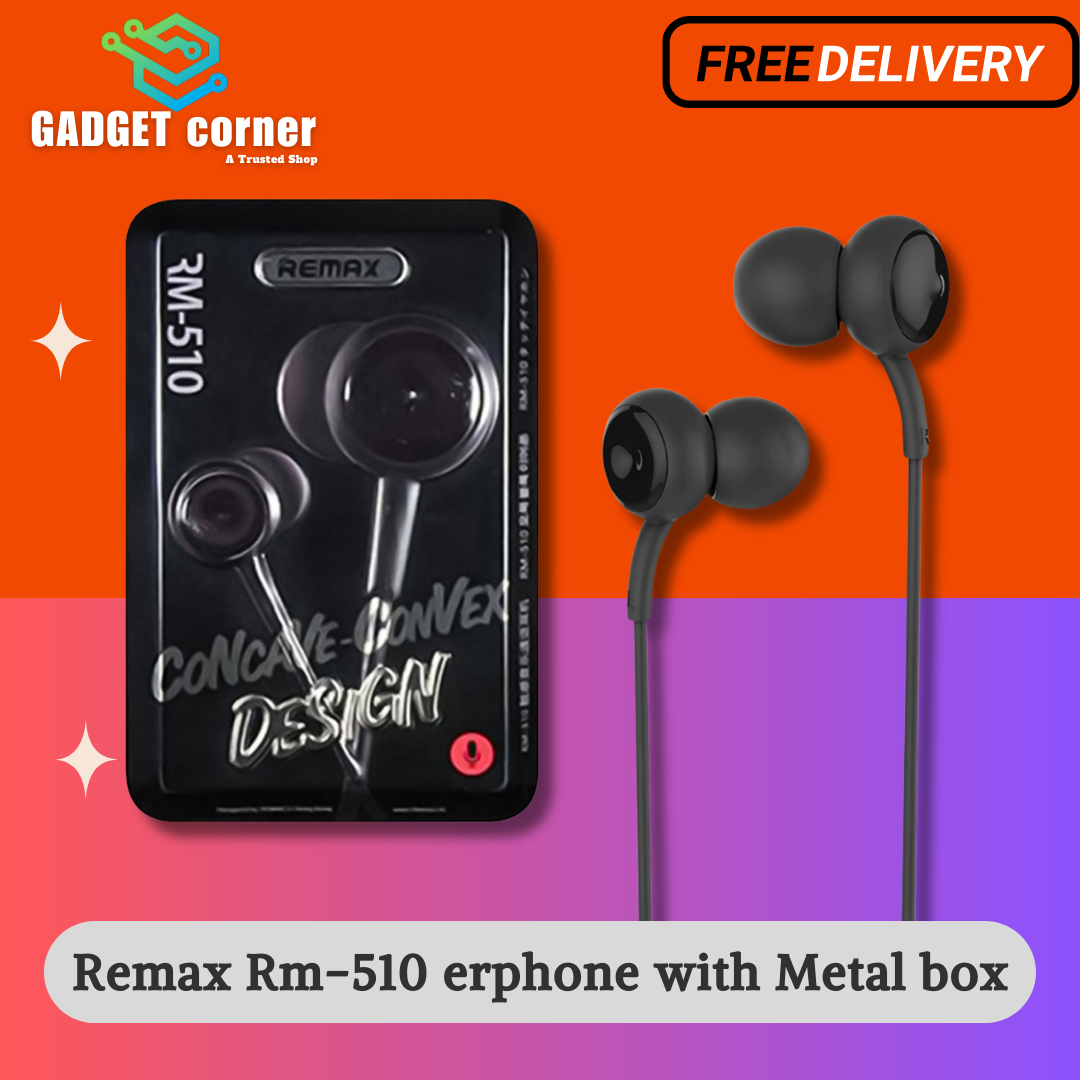 GADGET corner
A Trusted Shop
FREE DELIVERY
REMAX
RM-510
CONCAVE-CONVEX
DESIGN
Remax Rm-510 erphone with Metal box